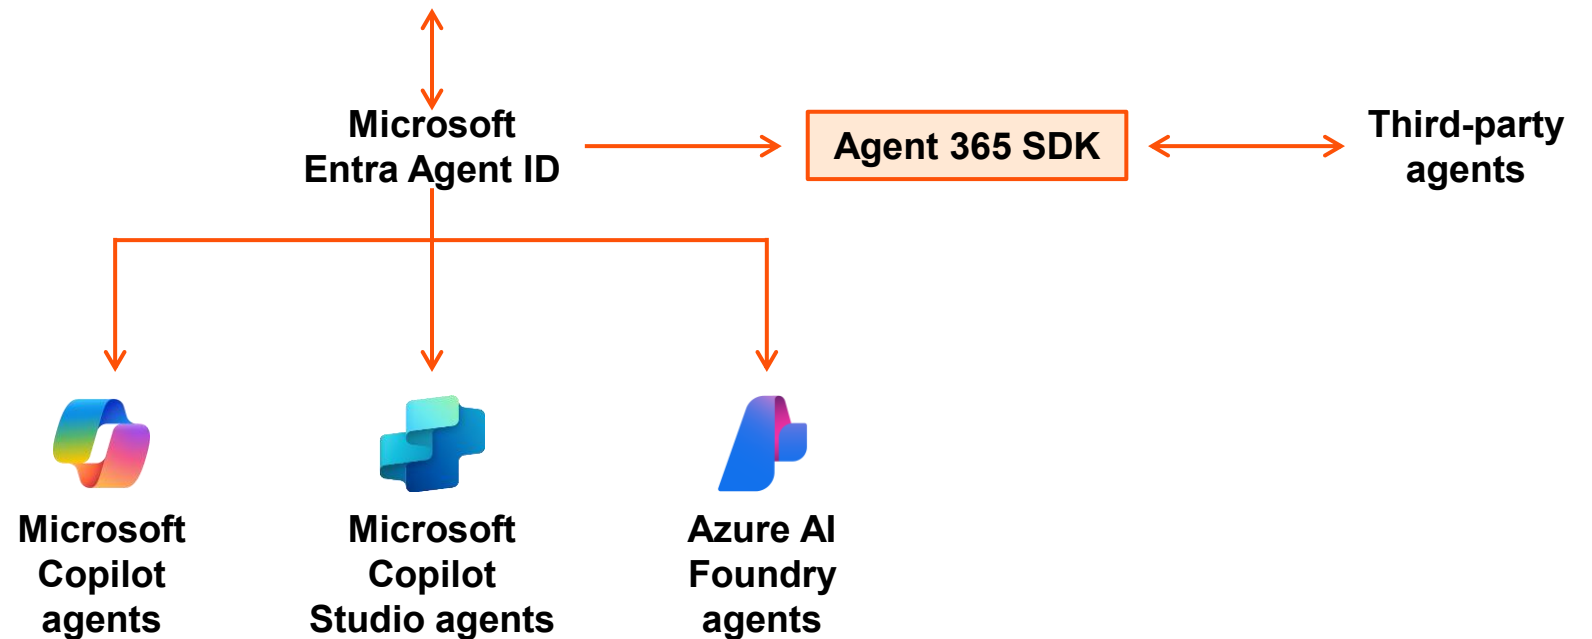 Microsoft
Entra Agent ID
Agent 365 SDK
Third-party
agents
Microsoft
Copilot
agents
Microsoft
Copilot
Studio agents
Azure AI
Foundry
agents